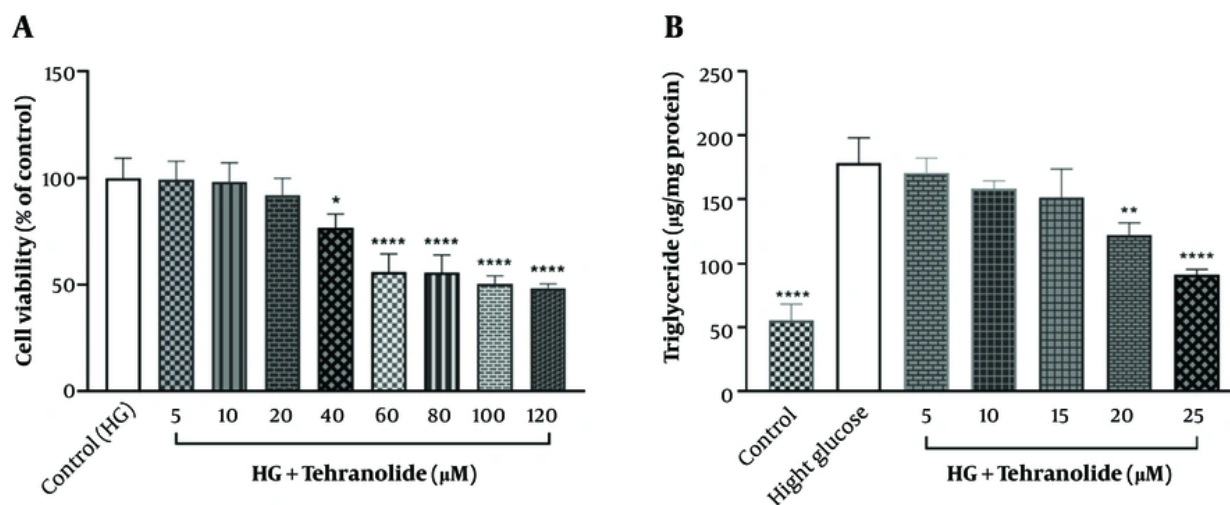 A
Cell viability (% of control)
150
100
50
0
*
****
****
****
****
Control (HG)
5 10 20 40 60 80 100 120
HG + Tehranolide (µM)
B
Triglyceride (µg/mg protein)
250
200
150
100
50
0
****
**
****
Control
Hight glucose
5 10 15 20 25
HG + Tehranolide (µM)